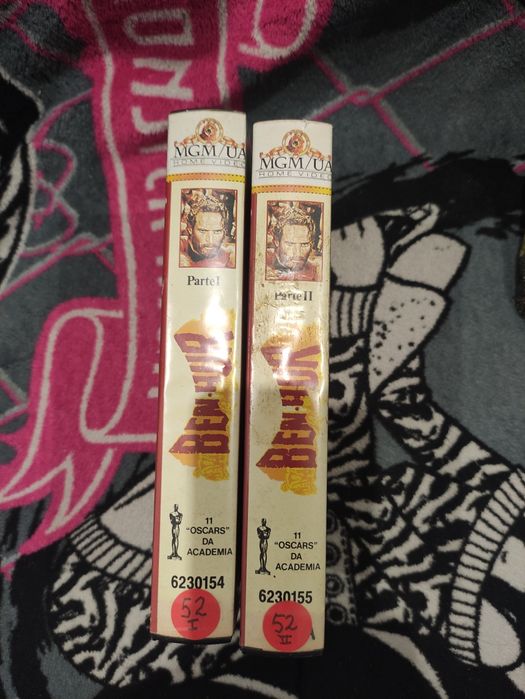 MGM/UA
HOME VIDEO
Parte I
BEN-HUR
11
"OSCARS"
DA
ACADEMIA
6230154
52
I
MGM/UA
HOME VIDEO
Parte II
BEN-HUR
11
"OSCARS"
DA
ACADEMIA
6230155
52
II